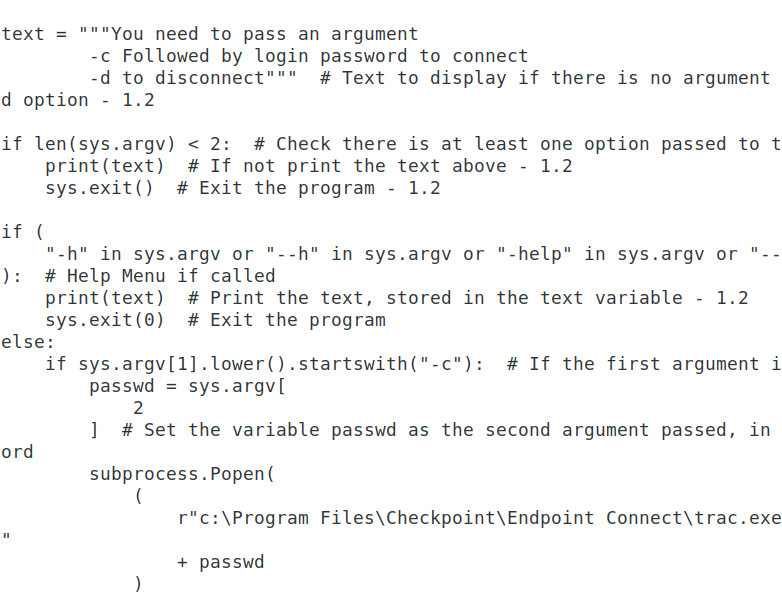 text = """You need to pass an argument
        -c Followed by login password to connect
        -d to disconnect"""  # Text to display if there is no argument
d option - 1.2

if len(sys.argv) < 2:  # Check there is at least one option passed to t
    print(text)  # If not print the text above - 1.2
    sys.exit()  # Exit the program - 1.2

if (
    "-h" in sys.argv or "--h" in sys.argv or "-help" in sys.argv or "--
):  # Help Menu if called
    print(text)  # Print the text, stored in the text variable - 1.2
    sys.exit(0)  # Exit the program
else:
    if sys.argv[1].lower().startswith("-c"):  # If the first argument i
        passwd = sys.argv[
            2
        ]  # Set the variable passwd as the second argument passed, in
ord
        subprocess.Popen(
            (
                r"c:\Program Files\Checkpoint\Endpoint Connect\trac.exe
"
                + passwd
            )